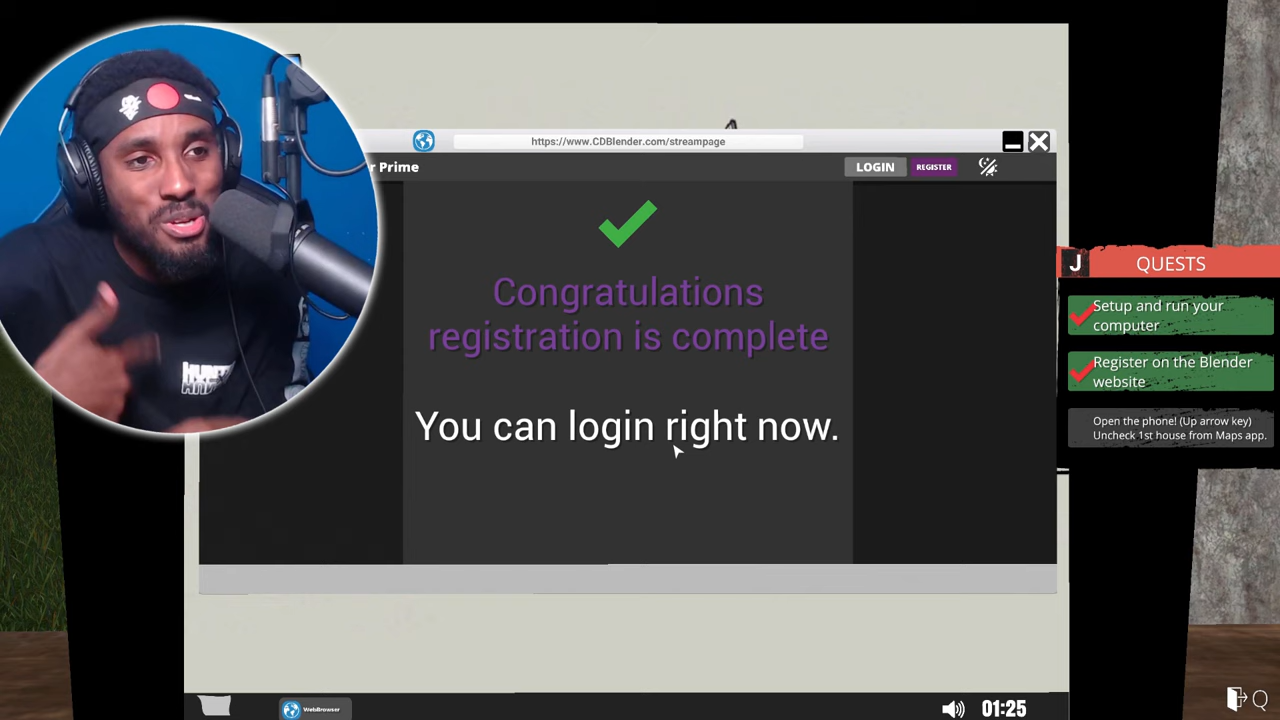 https://www.CDBlender.com/streampage
r Prime
LOGIN
REGISTER
Congratulations
registration is complete
You can login right now.
J
QUESTS
Setup and run your
computer
Register on the Blender
website
Open the phone! (Up arrow key)
Uncheck 1st house from Maps app.
WebBrowser
01:25
Q